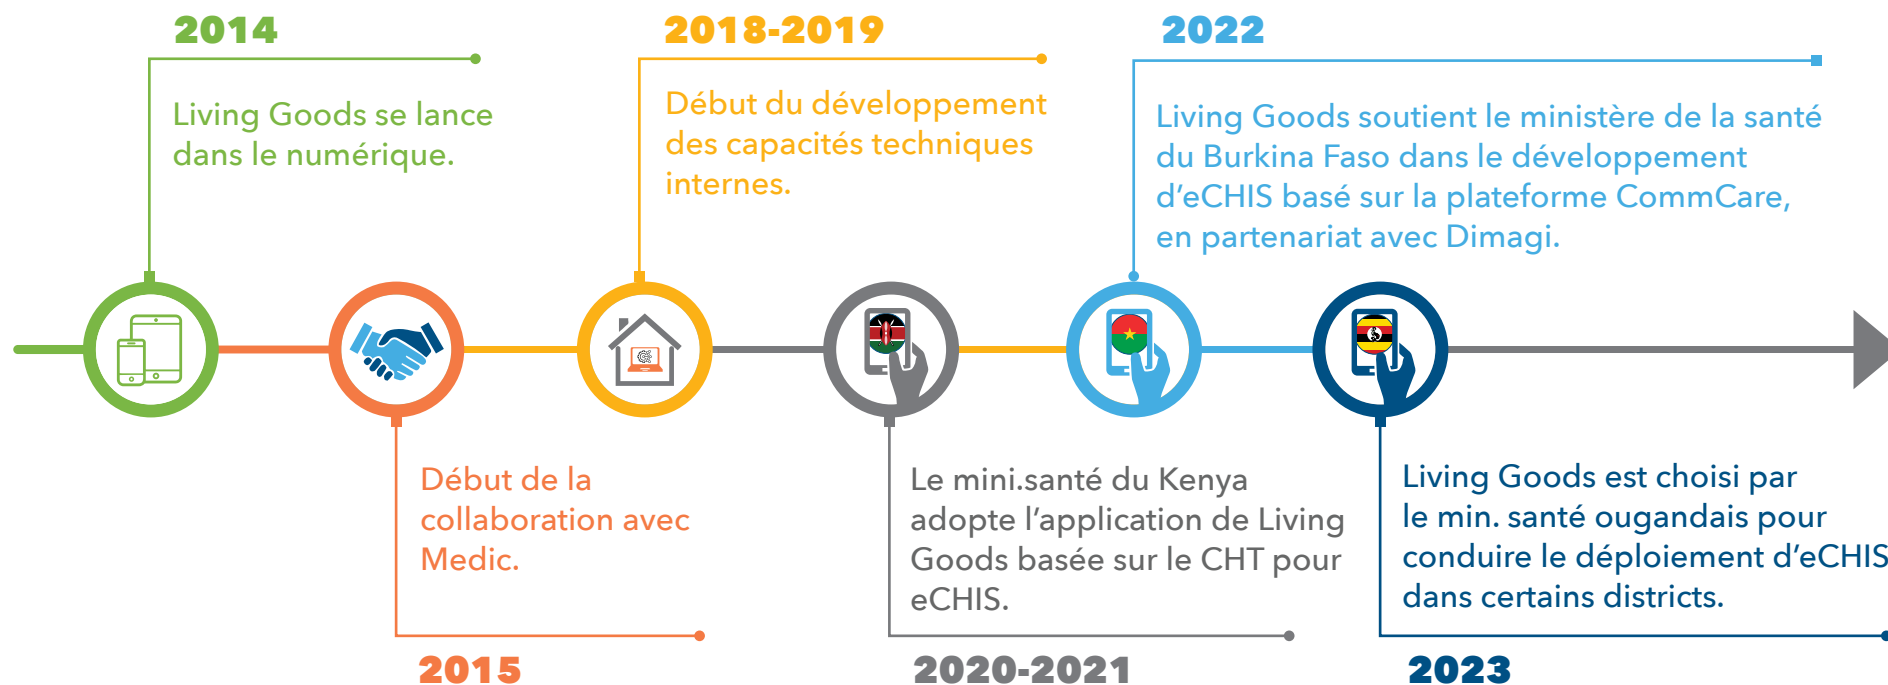 2014
Living Goods se lance
dans le numérique.
2015
Début de la
collaboration avec
Medic.
2018-2019
Début du développement
des capacités techniques
internes.
2020-2021
Le mini.santé du Kenya
adopte l’application de Living
Goods basée sur le CHT pour
eCHIS.
2022
Living Goods soutient le ministère de la santé
du Burkina Faso dans le développement
d’eCHIS basé sur la plateforme CommCare,
en partenariat avec Dimagi.
2023
Living Goods est choisi par
le min. santé ougandais pour
conduire le déploiement d’eCHIS
dans certains districts.